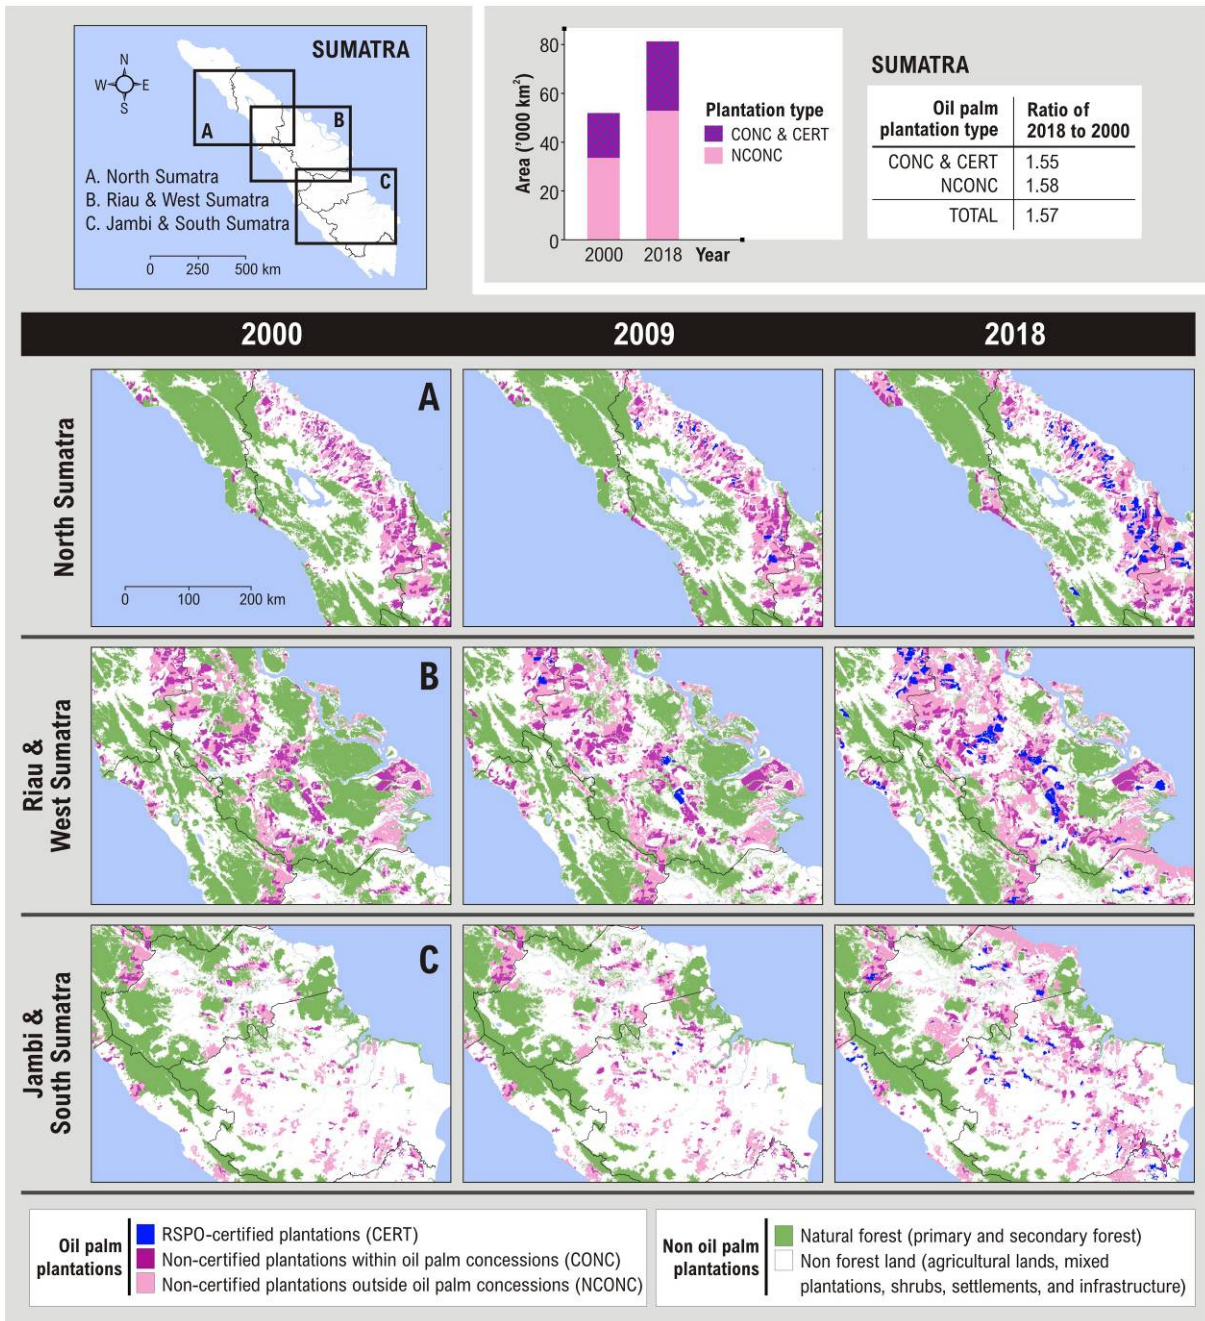 SUMATRA
N
W E
S
A
B
C
A. North Sumatra
B. Riau & West Sumatra
C. Jambi & South Sumatra
0 250 500 km
Area ('000 km²)
80
60
40
20
0
2000 2018 Year
Plantation type
CONC & CERT
NCONC
SUMATRA
Oil palm plantation type | Ratio of 2018 to 2000
CONC & CERT 1.55
NCONC 1.58
TOTAL 1.57
2000 2009 2018
North Sumatra
A
0 100 200 km
Riau &
West Sumatra
B
Jambi &
South Sumatra
C
Oil palm
plantations
RSPO-certified plantations (CERT)
Non-certified plantations within oil palm concessions (CONC)
Non-certified plantations outside oil palm concessions (NCONC)
Non oil palm
plantations
Natural forest (primary and secondary forest)
Non forest land (agricultural lands, mixed
plantations, shrubs, settlements, and infrastructure)